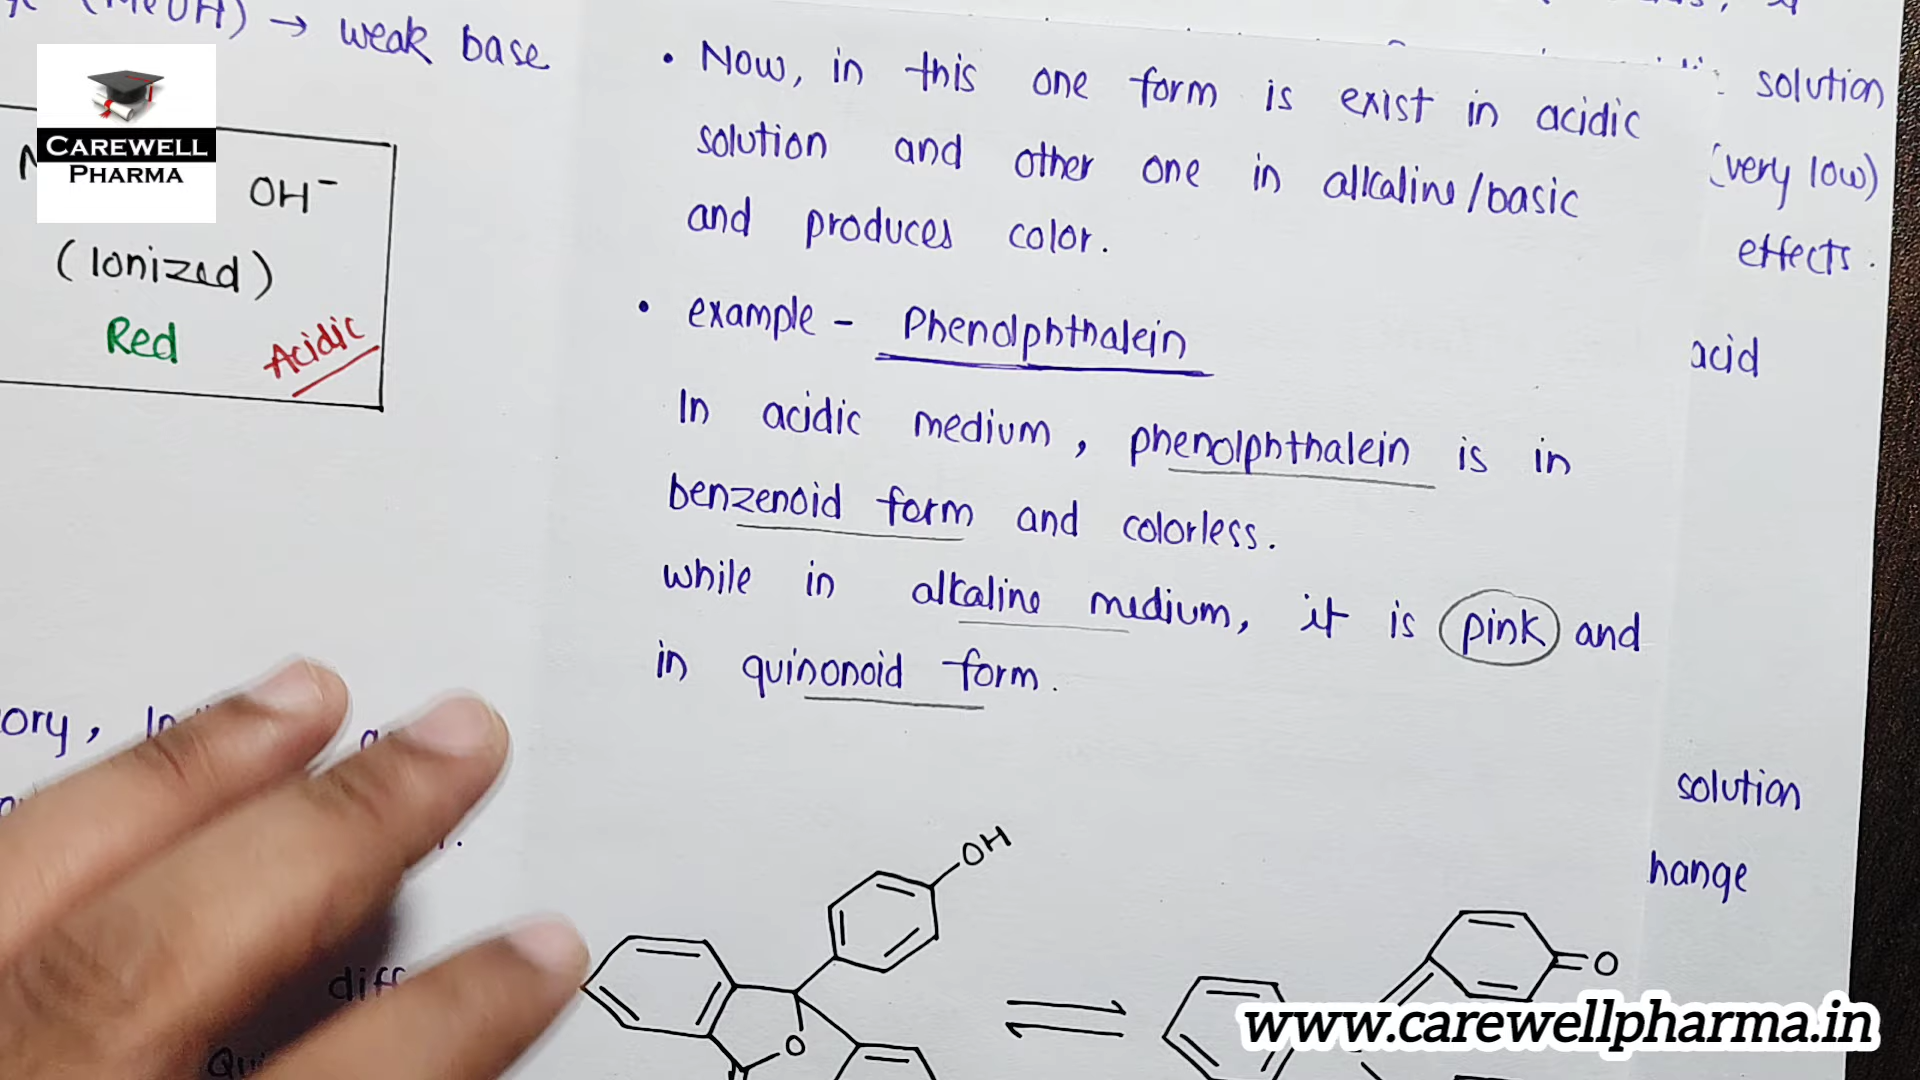 (MeOH) → weak base
CAREWELL
PHARMA
OH⁻
(Ionized)
Red
Acidic
• Now, in this one form is exist in acidic
solution and other one in alkaline/basic
and produces color.
• example - Phenolphthalein
In acidic medium, phenolphthalein is in
benzenoid form and colorless.
while in alkaline medium, it is pink and
in quinonoid form.
solution
(very low)
effects.
acid
solution
hange
ory,
diff
OH
O
O
www.carewellpharma.in